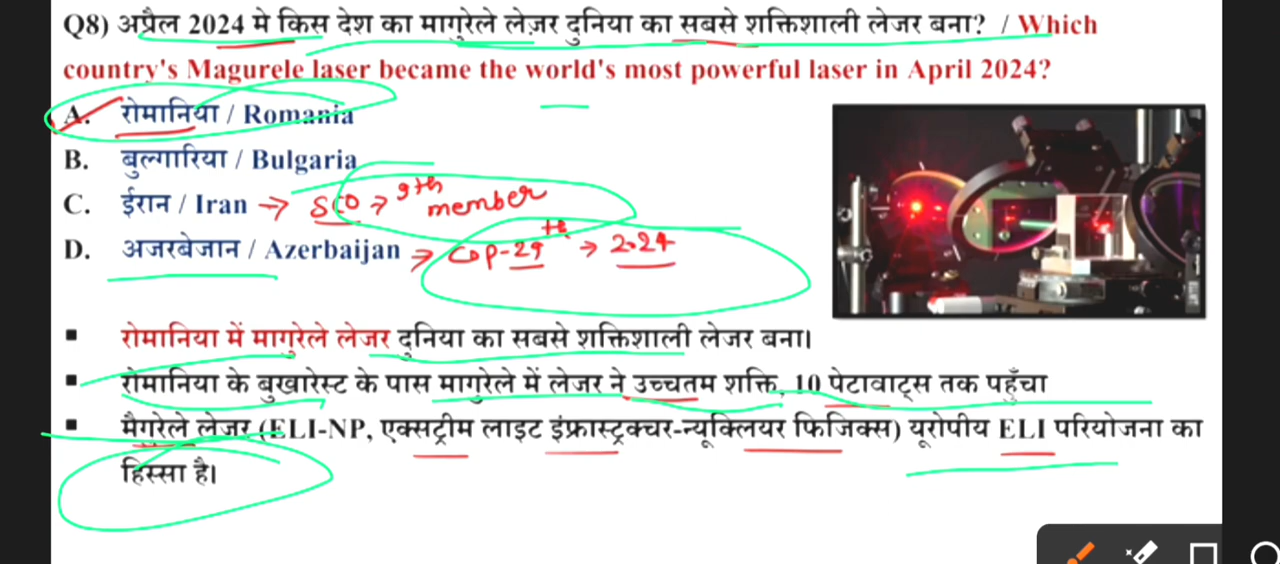 Q8) अप्रैल 2024 मे किस देश का मागुरेले लेज़र दुनिया का सबसे शक्तिशाली लेजर बना? / Which
country's Magurele laser became the world's most powerful laser in April 2024?
A. रोमानिया / Romania
B. बुल्गारिया / Bulgaria
C. ईरान / Iran → SCO → 9th member
D. अजरबेजान / Azerbaijan → COP-29th → 2024
▪ रोमानिया में मागुरेले लेजर दुनिया का सबसे शक्तिशाली लेजर बना।
▪ रोमानिया के बुखारेस्ट के पास मागुरेले में लेजर ने उच्चतम शक्ति, 10 पेटावाट्स तक पहुँचा
▪ मैगुरेले लेजर (ELI-NP, एक्सट्रीम लाइट इंफ्रास्ट्रक्चर-न्यूक्लियर फिजिक्स) यूरोपीय ELI परियोजना का
हिस्सा है।